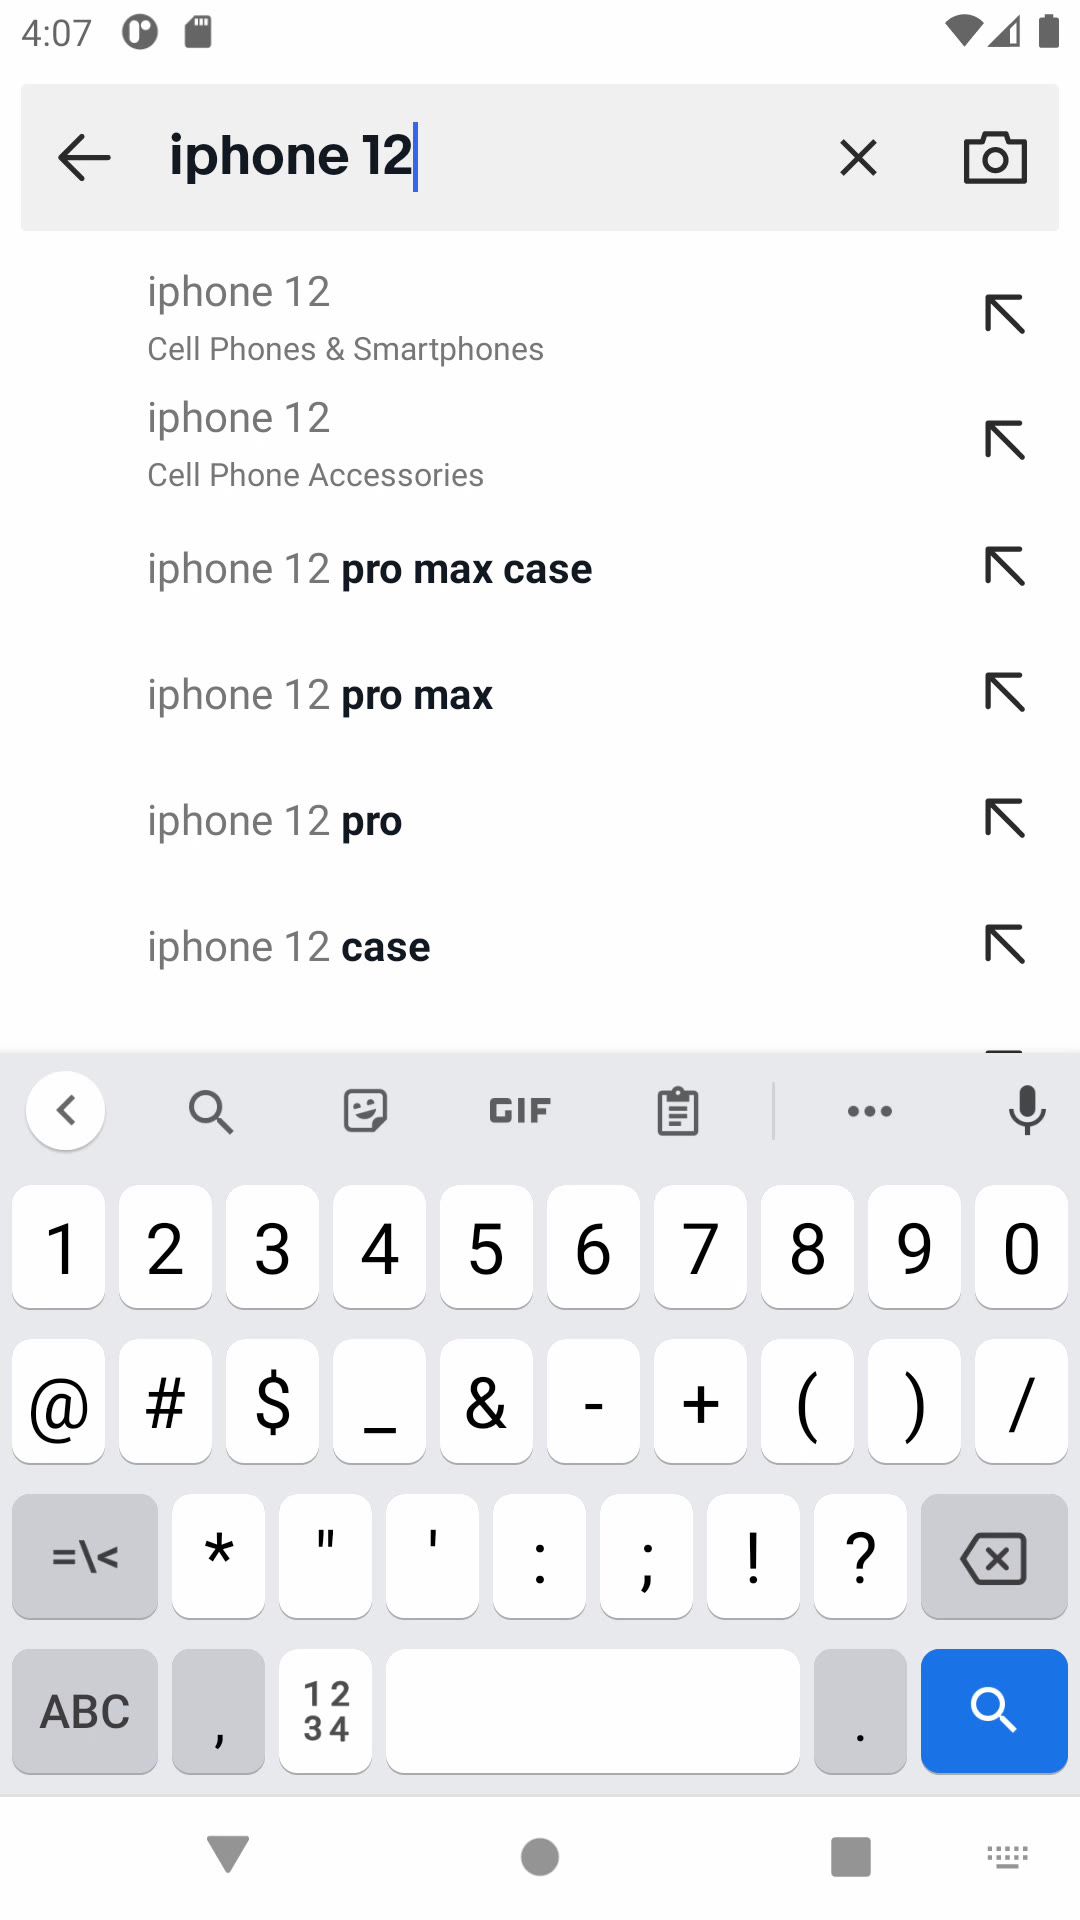 4:07
iphone 12
iphone 12
Cell Phones & Smartphones
iphone 12
Cell Phone Accessories
iphone 12 pro max case
iphone 12 pro max
iphone 12 pro
iphone 12 case
GIF
1 2 3 4 5 6 7 8 9 0
@ # $ _ & - + ( ) /
=\< * " ' : ; ! ?
ABC , 12 34 .